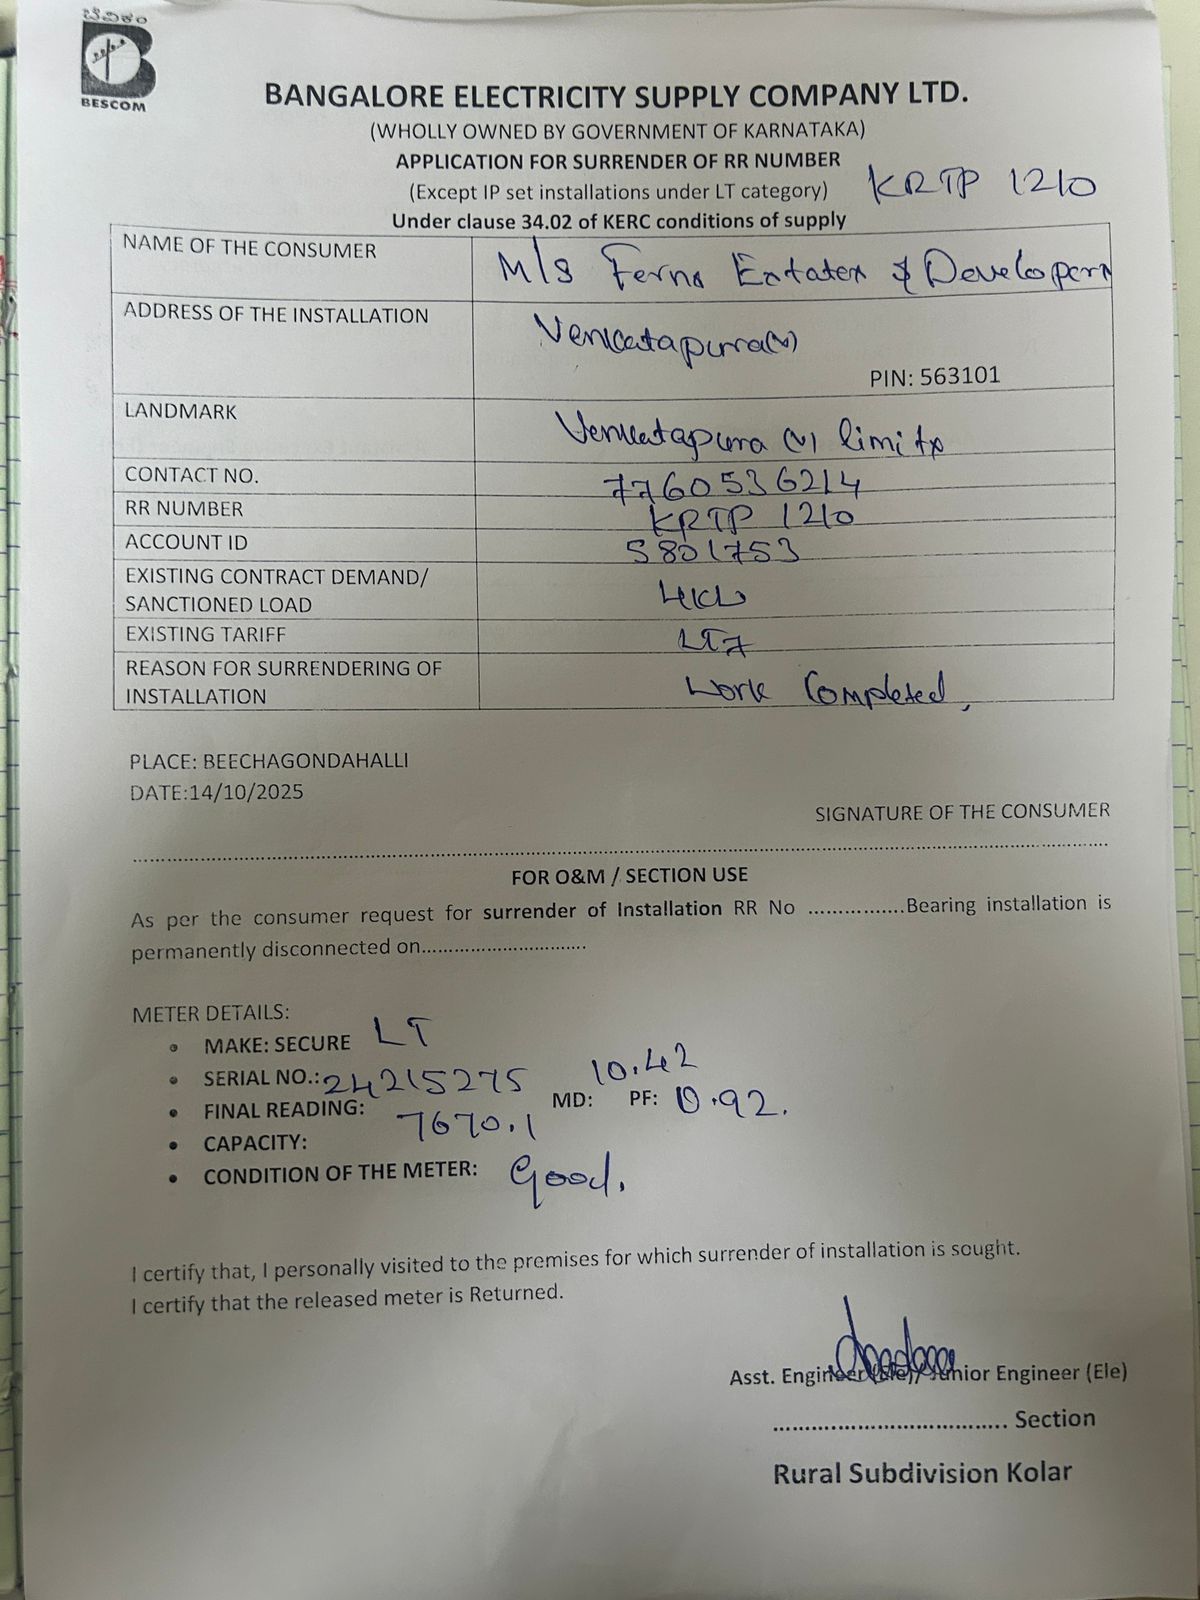 ಬೆವಿಕಂ
BESCOM
BANGALORE ELECTRICITY SUPPLY COMPANY LTD.
(WHOLLY OWNED BY GOVERNMENT OF KARNATAKA)
APPLICATION FOR SURRENDER OF RR NUMBER
(Except IP set installations under LT category) KRTP 1210
Under clause 34.02 of KERC conditions of supply
NAME OF THE CONSUMER M/S Ferns Estates & Developers
ADDRESS OF THE INSTALLATION Venkatapura(V)
PIN: 563101
LANDMARK Venkatapura (V) limits
CONTACT NO. 7760536214
RR NUMBER KRTP 1210
ACCOUNT ID 5801753
EXISTING CONTRACT DEMAND/
SANCTIONED LOAD 4KW
EXISTING TARIFF LT7
REASON FOR SURRENDERING OF
INSTALLATION Work Completed,
PLACE: BEECHAGONDAHALLI
DATE:14/10/2025
SIGNATURE OF THE CONSUMER
FOR O&M / SECTION USE
As per the consumer request for surrender of Installation RR No ................Bearing installation is
permanently disconnected on..............................
METER DETAILS:
• MAKE: SECURE LT
• SERIAL NO.: 24215275
• FINAL READING: 7670.1 MD: 10.42 PF: 0.92.
• CAPACITY:
• CONDITION OF THE METER: Good.
I certify that, I personally visited to the premises for which surrender of installation is sought.
I certify that the released meter is Returned.
Asst. Engineer (Ele)/ Junior Engineer (Ele)
.................................... Section
Rural Subdivision Kolar